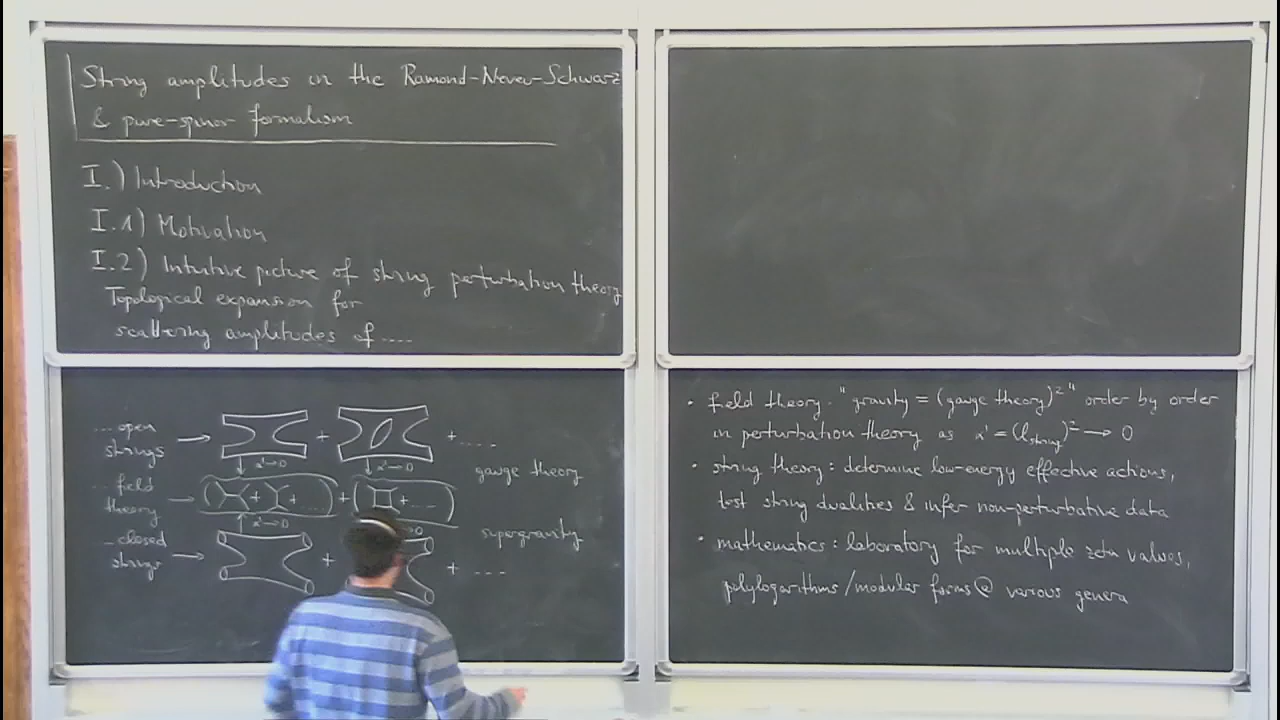 String amplitudes in the Ramond-Neveu-Schwarz
& pure-spinor formalism
I.) Introduction
I.1) Motivation
I.2) Intuitive picture of string perturbation theory
Topological expansion for
scattering amplitudes of ....
... open
strings → + + ....
↓ α'→0 ↓ α'→0
gauge theory
... field
theory → ( + + ... ) + ( + ... )
↑ α'→0 →0
supergravity
... closed
strings → + + ...
• field theory: "gravity = (gauge theory)²" order by order
in perturbation theory as α' = (l_string)² → 0
• string theory: determine low-energy effective actions,
test string dualities & infer non-perturbative data
• mathematics: laboratory for multiple zeta values,
polylogarithms/modular forms @ various genera